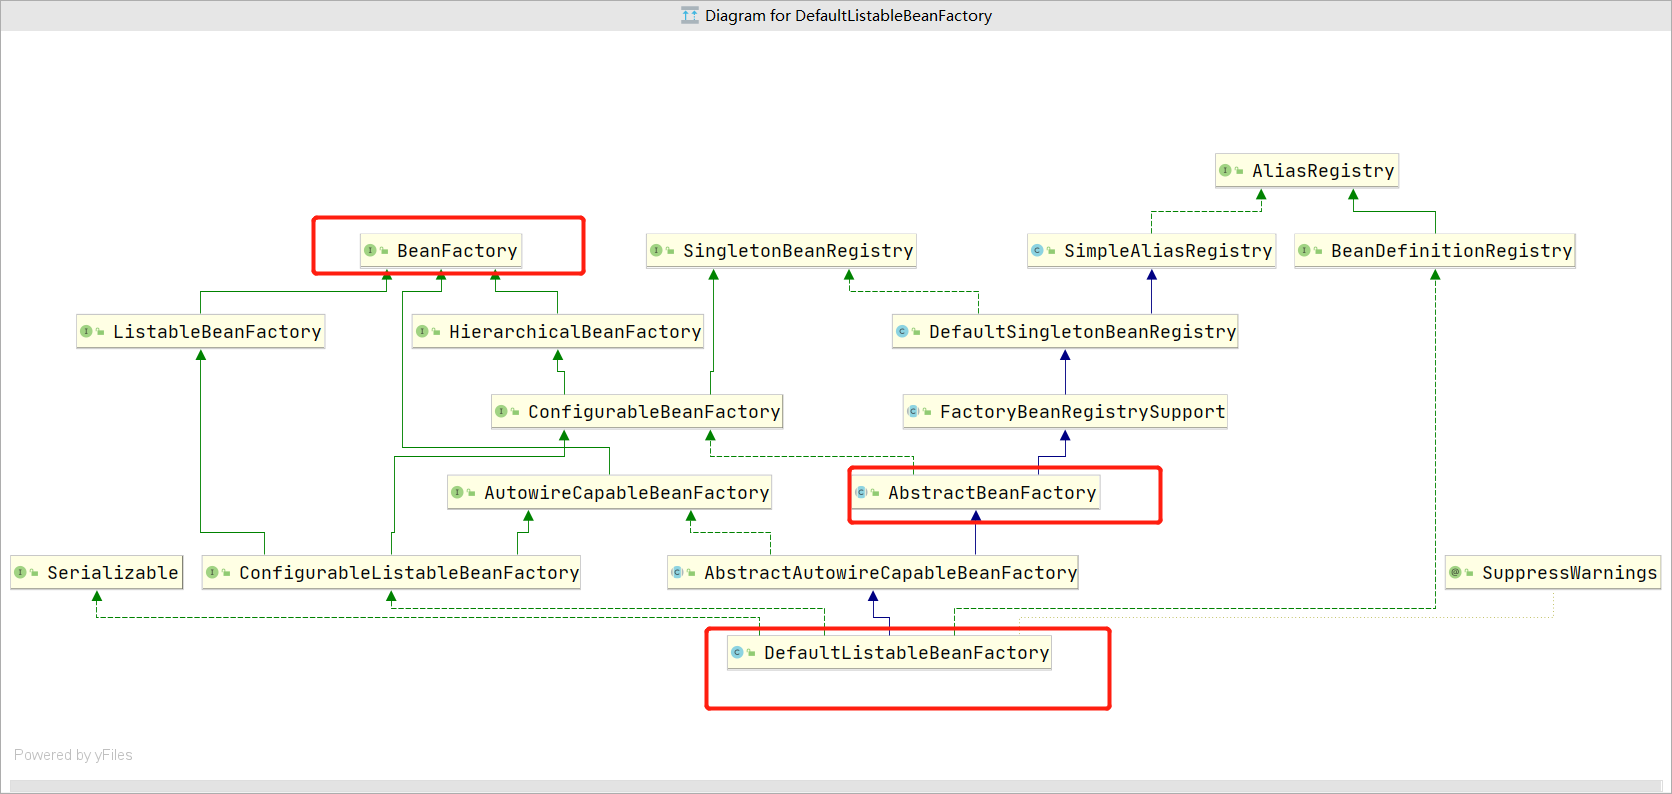 Diagram for DefaultListableBeanFactory
AliasRegistry
BeanFactory
SingletonBeanRegistry
SimpleAliasRegistry
BeanDefinitionRegistry
ListableBeanFactory
HierarchicalBeanFactory
DefaultSingletonBeanRegistry
ConfigurableBeanFactory
FactoryBeanRegistrySupport
AutowireCapableBeanFactory
AbstractBeanFactory
Serializable
ConfigurableListableBeanFactory
AbstractAutowireCapableBeanFactory
SuppressWarnings
DefaultListableBeanFactory
Powered by yFiles